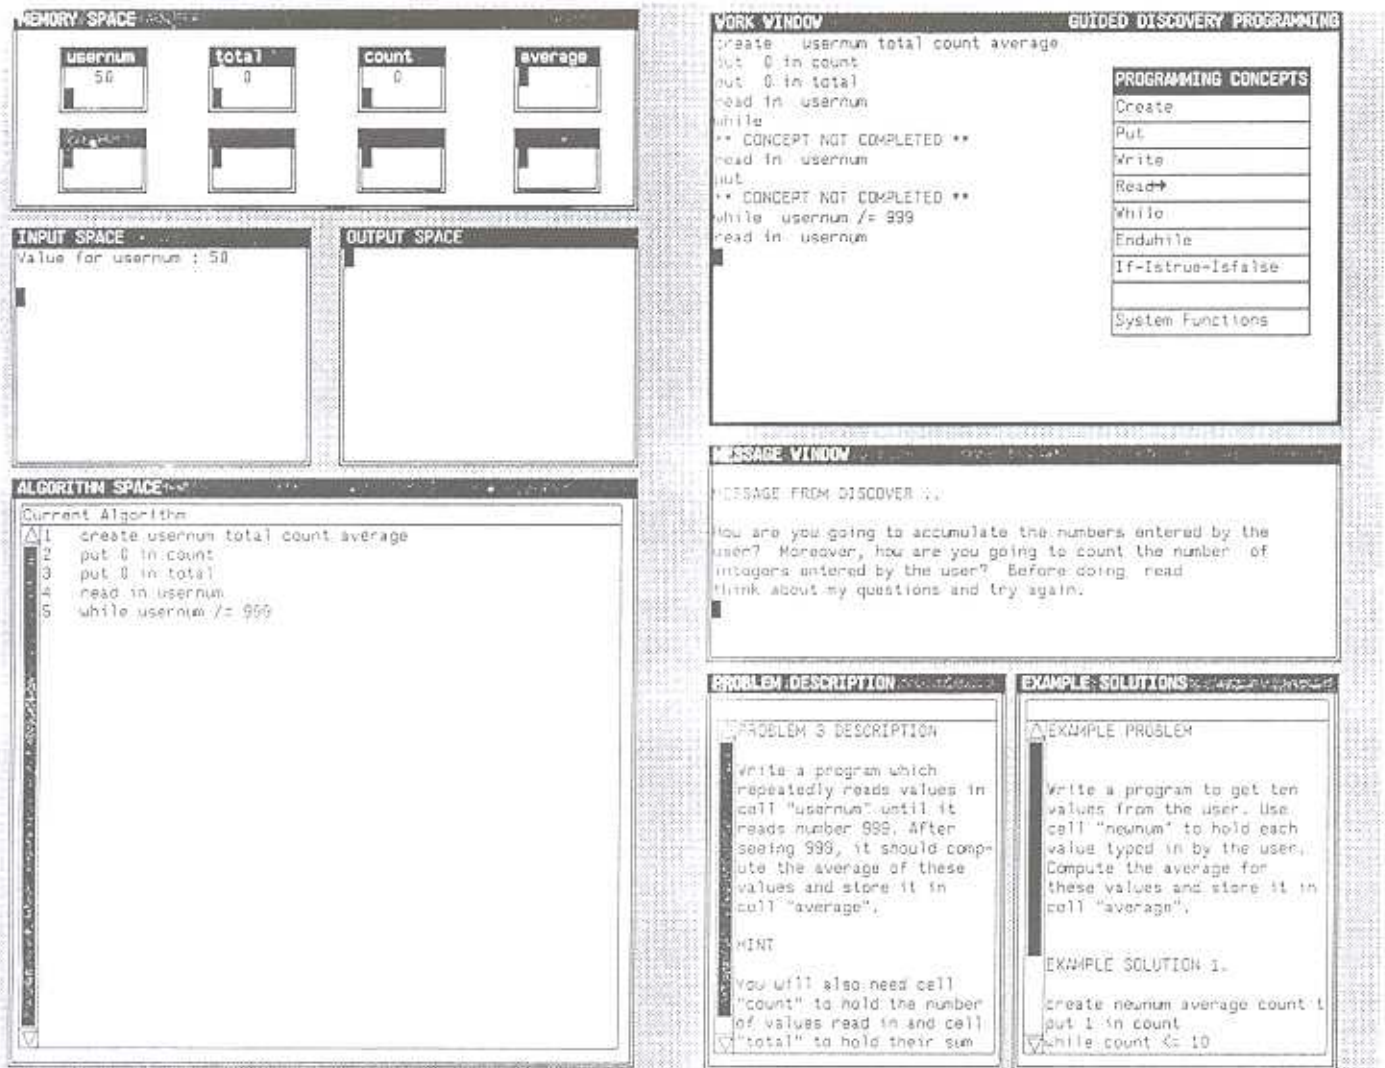 MEMORY SPACE
usernum
total
count
average
50
0
0
INPUT SPACE
Value for usernum : 50
OUTPUT SPACE
ALGORITHM SPACE
Current Algorithm
1 create usernum total count average
2 put 0 in count
3 put 0 in total
4 read in usernum
5 while usernum /= 999
WORK WINDOW
GUIDED DISCOVERY PROGRAMMING
create usernum total count average
put 0 in count
put 0 in total
read in usernum
while
** CONCEPT NOT COMPLETED **
read in usernum
put
** CONCEPT NOT COMPLETED **
while usernum /= 999
read in usernum
PROGRAMMING CONCEPTS
Create
Put
Write
Read→
While
Endwhile
If-Istrue-Isfalse
System Functions
MESSAGE WINDOW
MESSAGE FROM DISCOVER ..
How are you going to accumulate the numbers entered by the
user? Moreover, how are you going to count the number of
integers entered by the user? Before doing read
think about my questions and try again.
PROBLEM DESCRIPTION
PROBLEM 3 DESCRIPTION
Write a program which
repeatedly reads values in
cell "usernum" until it
reads number 999. After
seeing 999, it should comp-
ute the average of these
values and store it in
cell "average".
HINT
You will also need cell
"count" to hold the number
of values read in and cell
"total" to hold their sum
EXAMPLE SOLUTIONS
EXAMPLE PROBLEM
Write a program to get ten
values from the user. Use
cell "newnum" to hold each
value typed in by the user.
Compute the average for
these values and store it in
cell "average".
EXAMPLE SOLUTION 1.
create newnum average count t
put 1 in count
while count <= 10